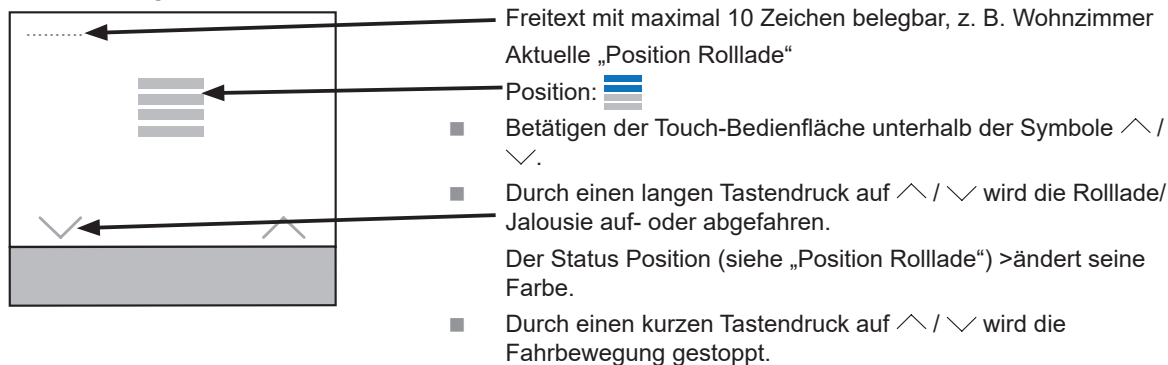 Freitext mit maximal 10 Zeichen belegbar, z. B. Wohnzimmer
Aktuelle „Position Rolllade“
Position:
Betätigen der Touch-Bedienfläche unterhalb der Symbole /
.
Durch einen langen Tastendruck auf / wird die Rolllade/
Jalousie auf- oder abgefahren.
Der Status Position (siehe „Position Rolllade“) >ändert seine
Farbe.
Durch einen kurzen Tastendruck auf / wird die
Fahrbewegung gestoppt.